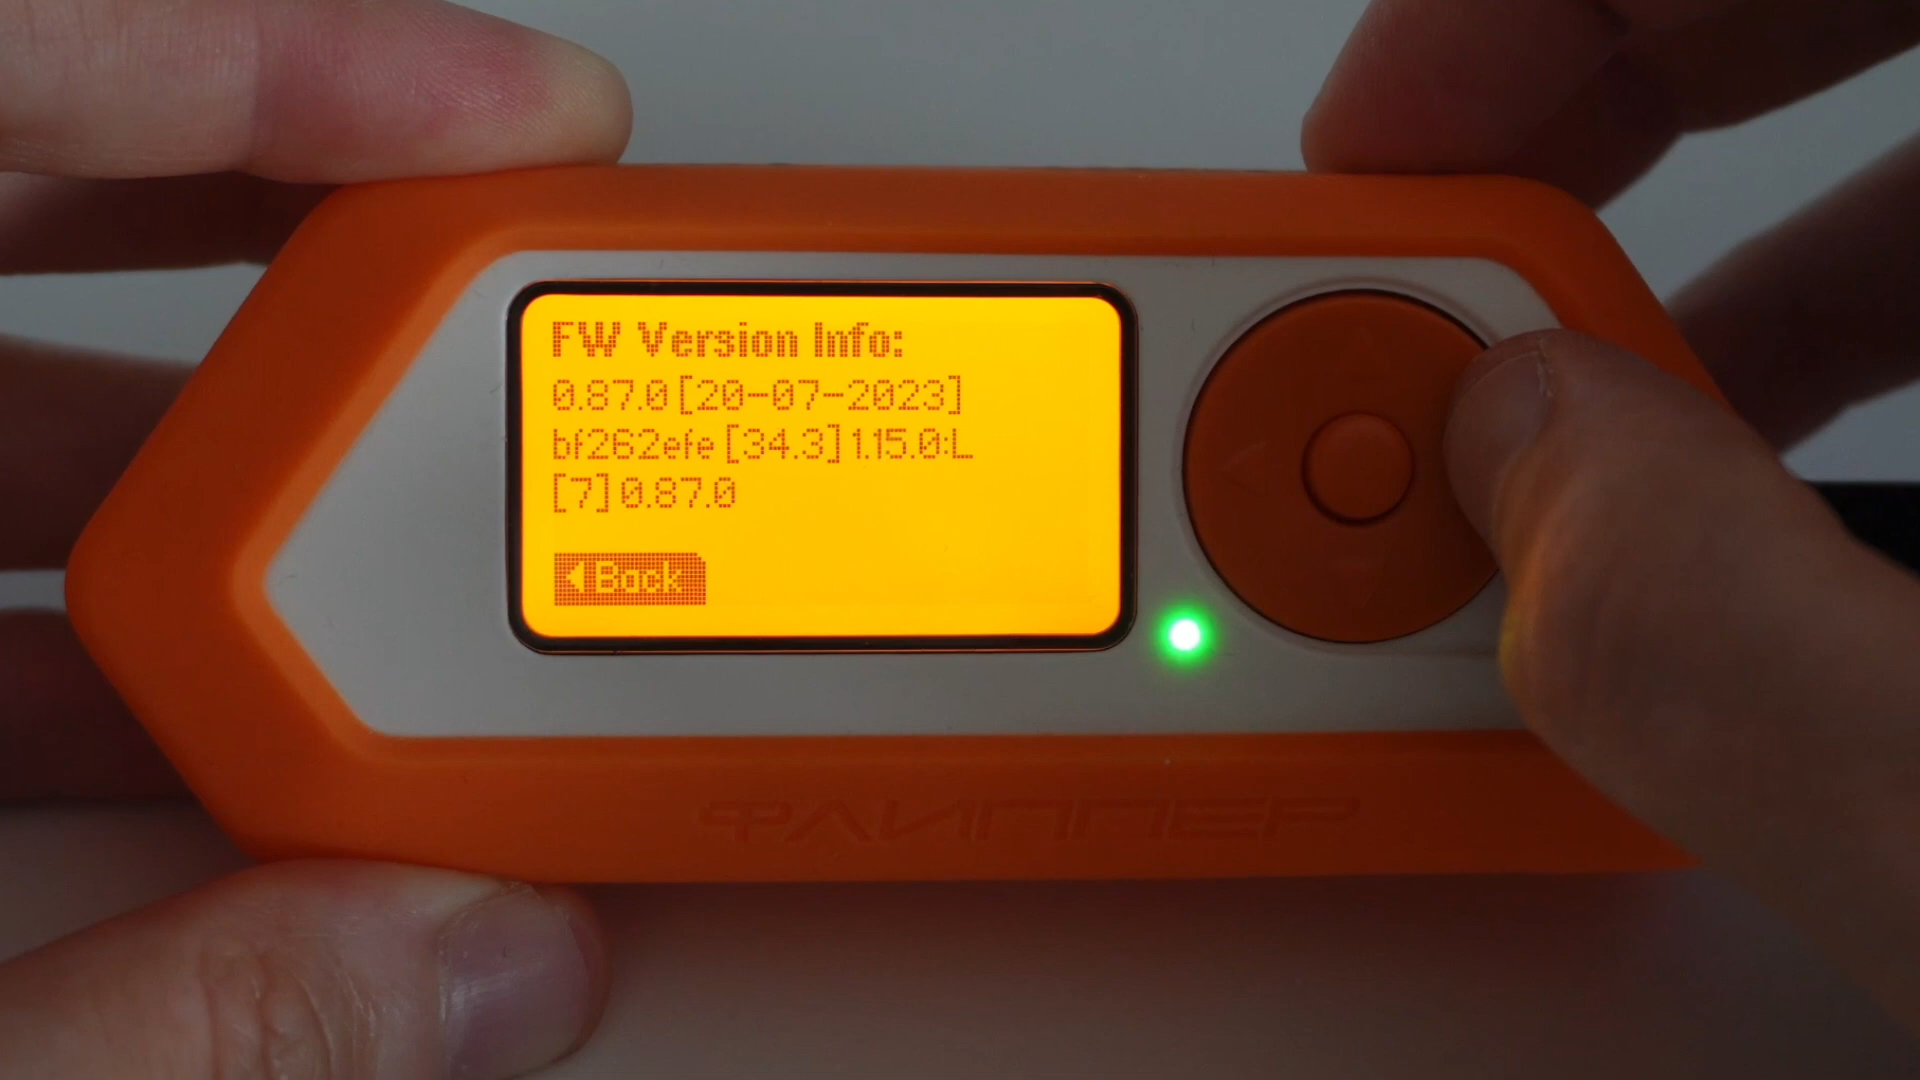 FW Version Info:
0.87.0 [20-07-2023]
bf262efe [34.3] 1.15.0:L
[7] 0.87.0
Back
ФЛИППЕР